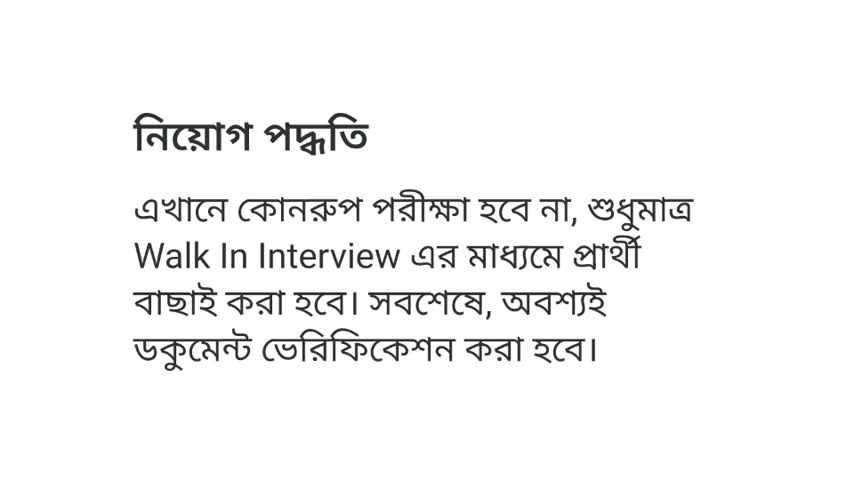 নিয়োগ পদ্ধতি
এখানে কোনরুপ পরীক্ষা হবে না, শুধুমাত্র
Walk In Interview এর মাধ্যমে প্রার্থী
বাছাই করা হবে। সবশেষে, অবশ্যই
ডকুমেন্ট ভেরিফিকেশন করা হবে।